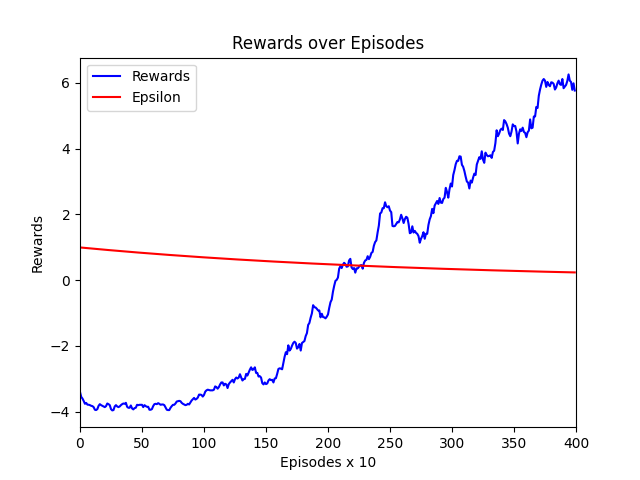 Rewards over Episodes
Rewards
Epsilon
6
4
2
0
−2
−4
Rewards
0 50 100 150 200 250 300 350 400
Episodes x 10